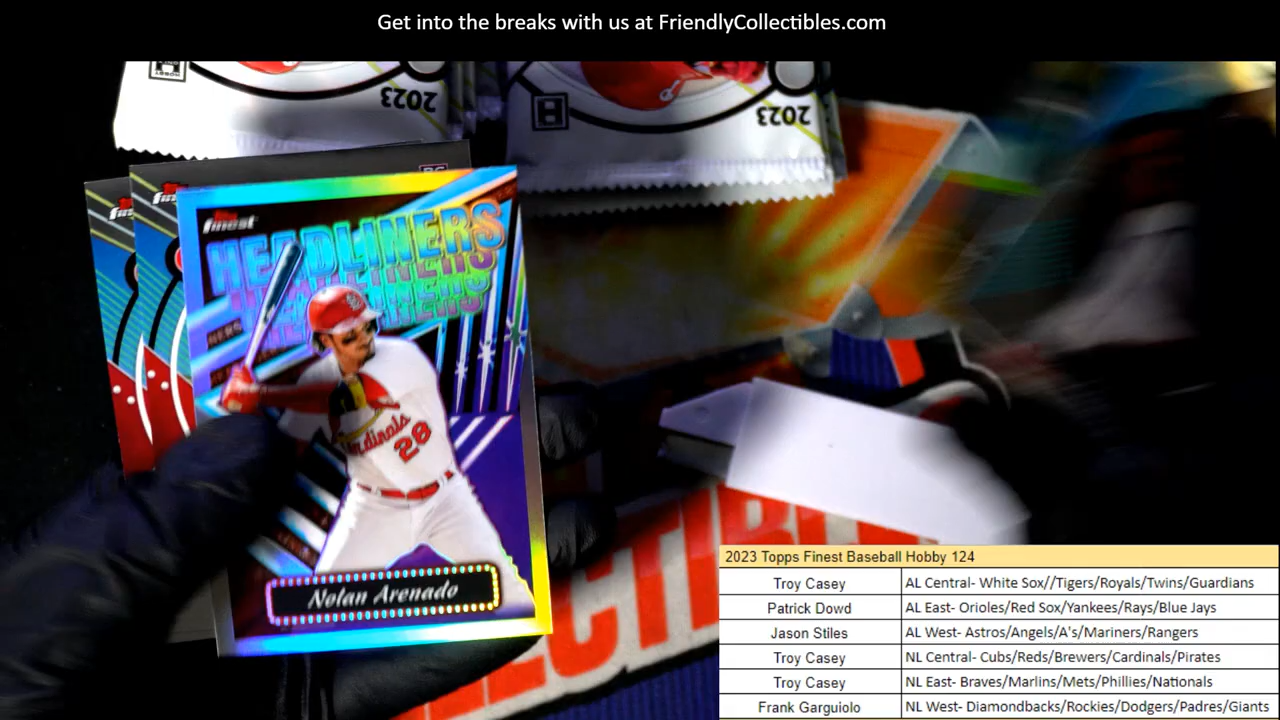 Get into the breaks with us at FriendlyCollectibles.com
2023
H
2023
Topps
finest
HEADLINERS
HEADLINERS
HEADLINERS
HEADLINERS
Cardinals
28
Nolan Arenado
2023 Topps Finest Baseball Hobby 124
Troy Casey AL Central- White Sox//Tigers/Royals/Twins/Guardians
Patrick Dowd AL East- Orioles/Red Sox/Yankees/Rays/Blue Jays
Jason Stiles AL West- Astros/Angels/A's/Mariners/Rangers
Troy Casey NL Central- Cubs/Reds/Brewers/Cardinals/Pirates
Troy Casey NL East- Braves/Marlins/Mets/Phillies/Nationals
Frank Garguiolo NL West- Diamondbacks/Rockies/Dodgers/Padres/Giants